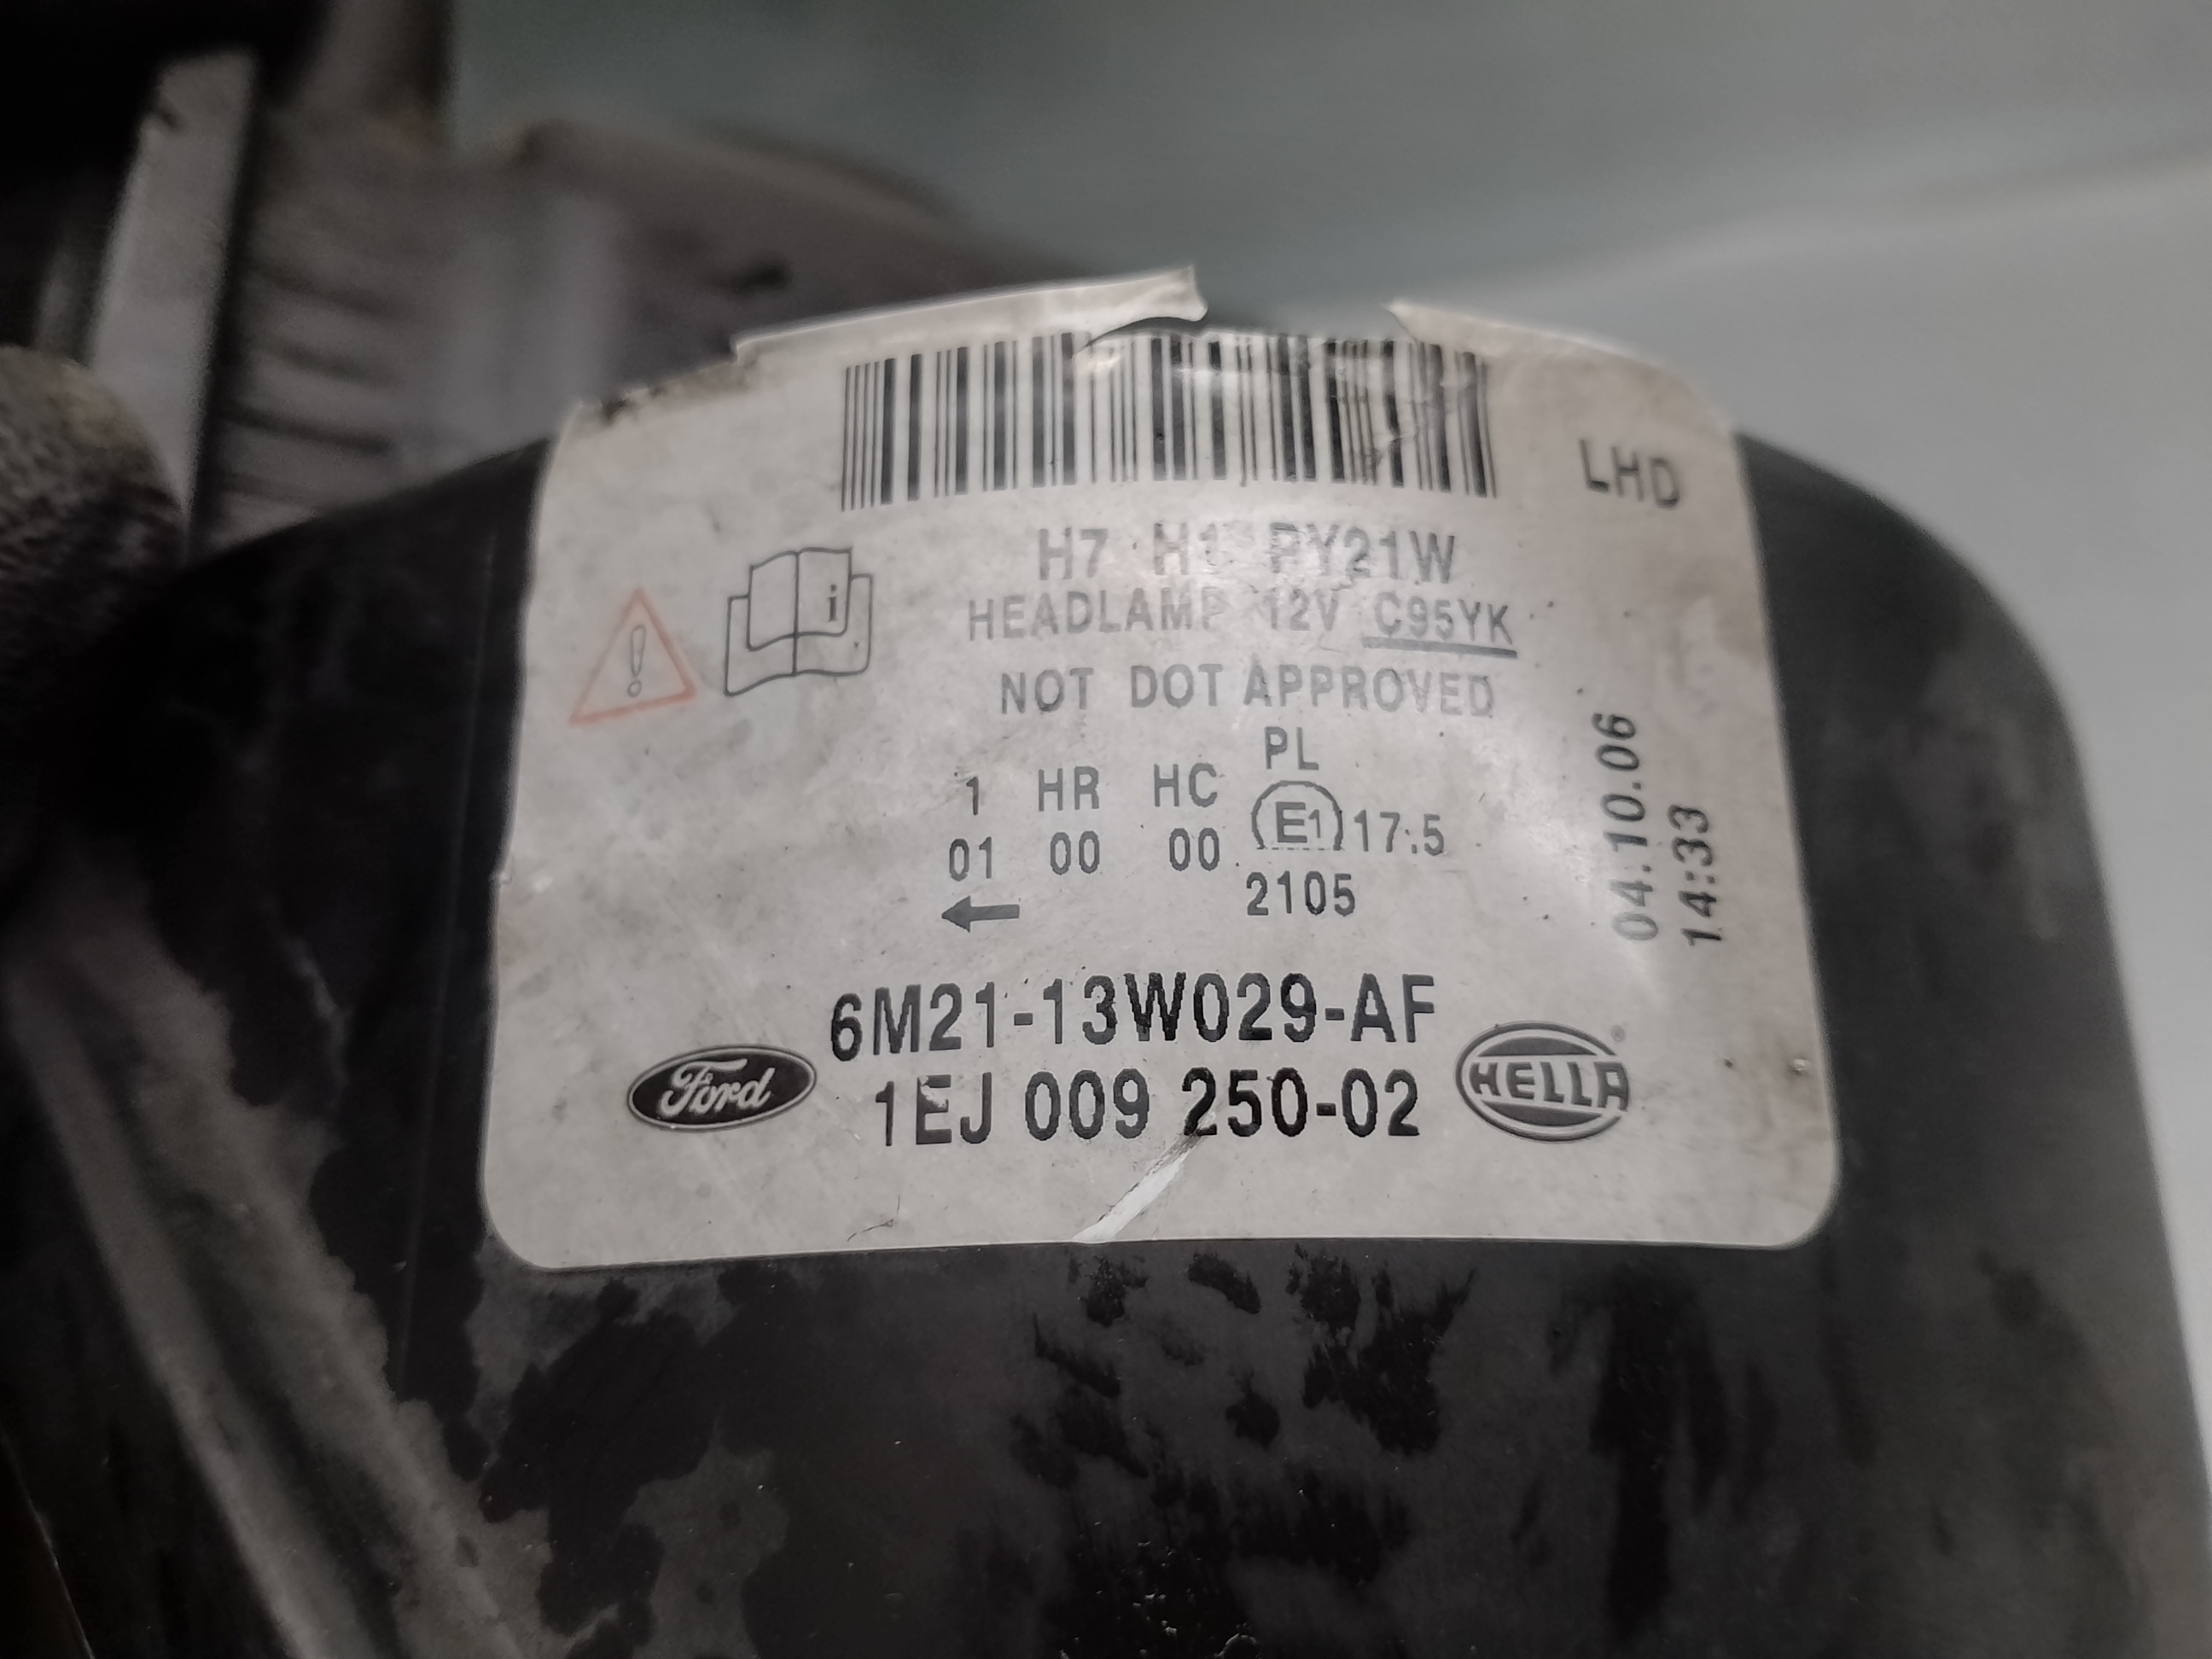 LHD
H7 H1 PY21W
HEADLAMP 12V C95YK
NOT DOT APPROVED
PL
1 HR HC
01 00 00 E1 17.5
2105
04.10.06
14:33
6M21-13W029-AF
Ford
1EJ 009 250-02
HELLA